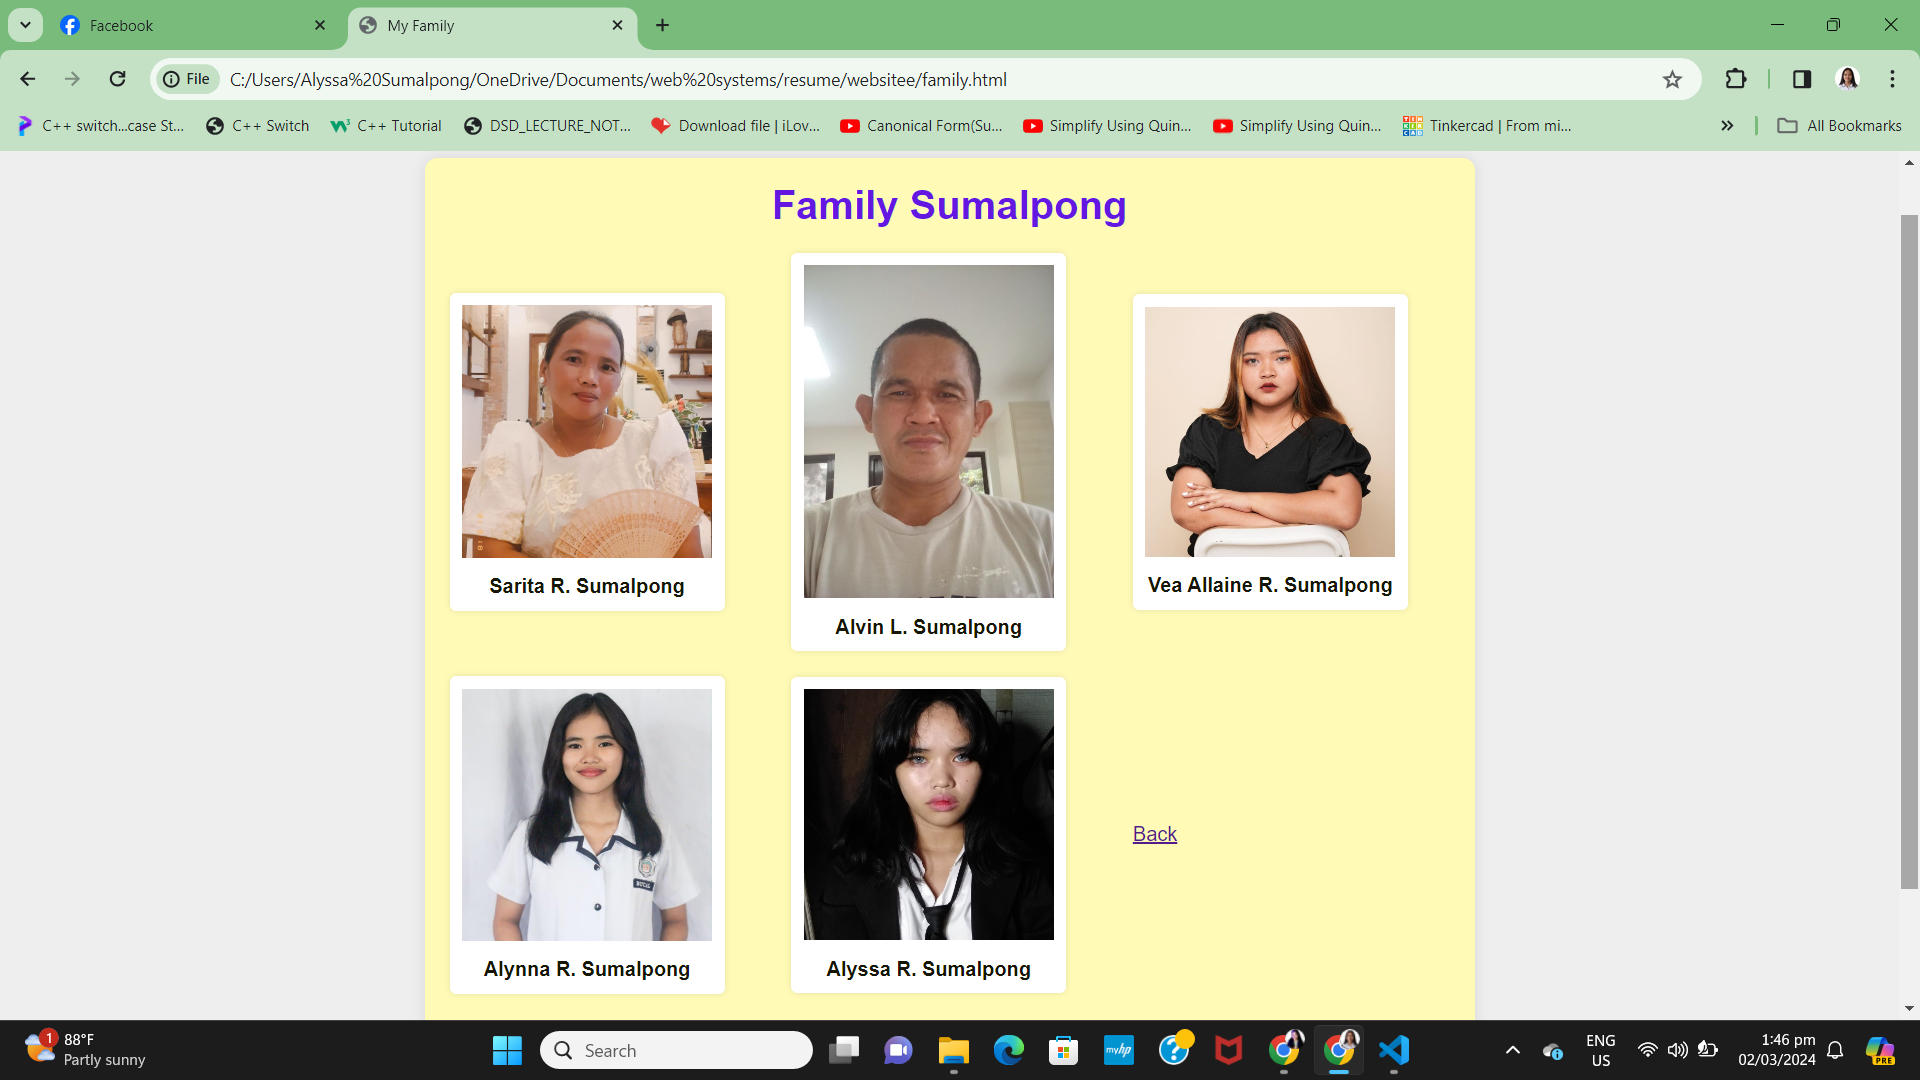 Facebook
My Family
File C:/Users/Alyssa%20Sumalpong/OneDrive/Documents/web%20systems/resume/websitee/family.html
C++ switch...case St... C++ Switch C++ Tutorial DSD_LECTURE_NOT... Download file | iLov... Canonical Form(Su... Simplify Using Quin... Simplify Using Quin... Tinkercad | From mi... » All Bookmarks
Family Sumalpong
Sarita R. Sumalpong
Alvin L. Sumalpong
Vea Allaine R. Sumalpong
Alynna R. Sumalpong
Alyssa R. Sumalpong
Back
1
88°F
Partly sunny
Search
myhp
ENG
US
1:46 pm
02/03/2024
PRE